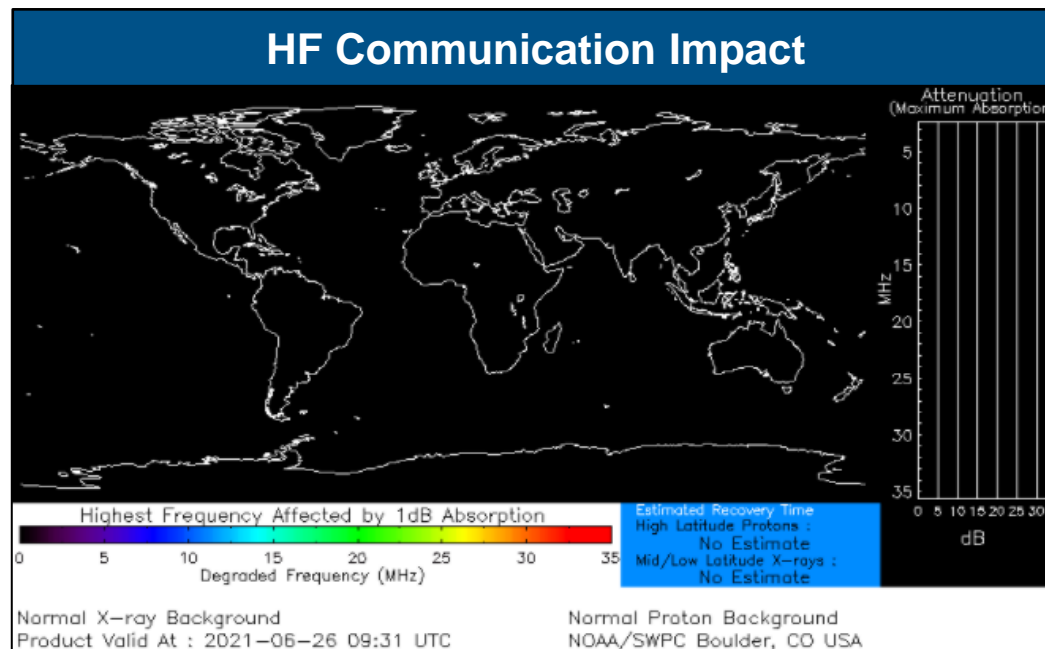 HF Communication Impact
Attenuation
(Maximum Absorption
5
10
15
20
25
30
35
MHz
0 5 10 15 20 25 30
dB
Highest Frequency Affected by 1dB Absorption
0 5 10 15 20 25 30 35
Degraded Frequency (MHz)
Estimated Recovery Time
High Latitude Protons :
No Estimate
Mid/Low Latitude X-rays :
No Estimate
Normal X-ray Background
Product Valid At : 2021-06-26 09:31 UTC
Normal Proton Background
NOAA/SWPC Boulder, CO USA